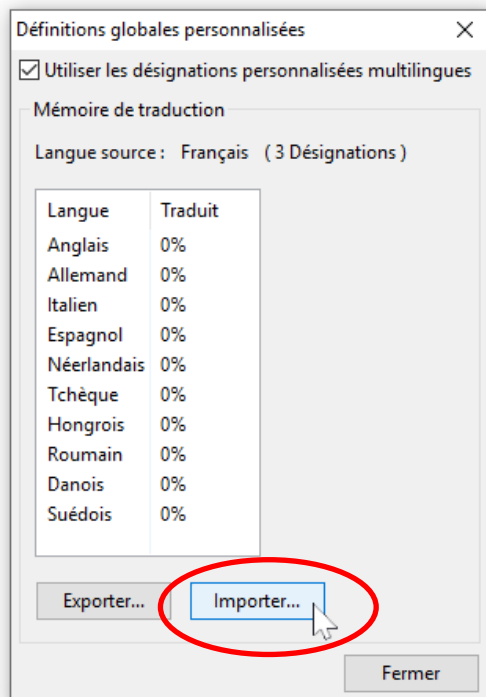 Définitions globales personnalisées
Utiliser les désignations personnalisées multilingues
Mémoire de traduction
Langue source : Français ( 3 Désignations )
Langue Traduit
Anglais 0%
Allemand 0%
Italien 0%
Espagnol 0%
Néerlandais 0%
Tchèque 0%
Hongrois 0%
Roumain 0%
Danois 0%
Suédois 0%
Exporter... Importer...
Fermer